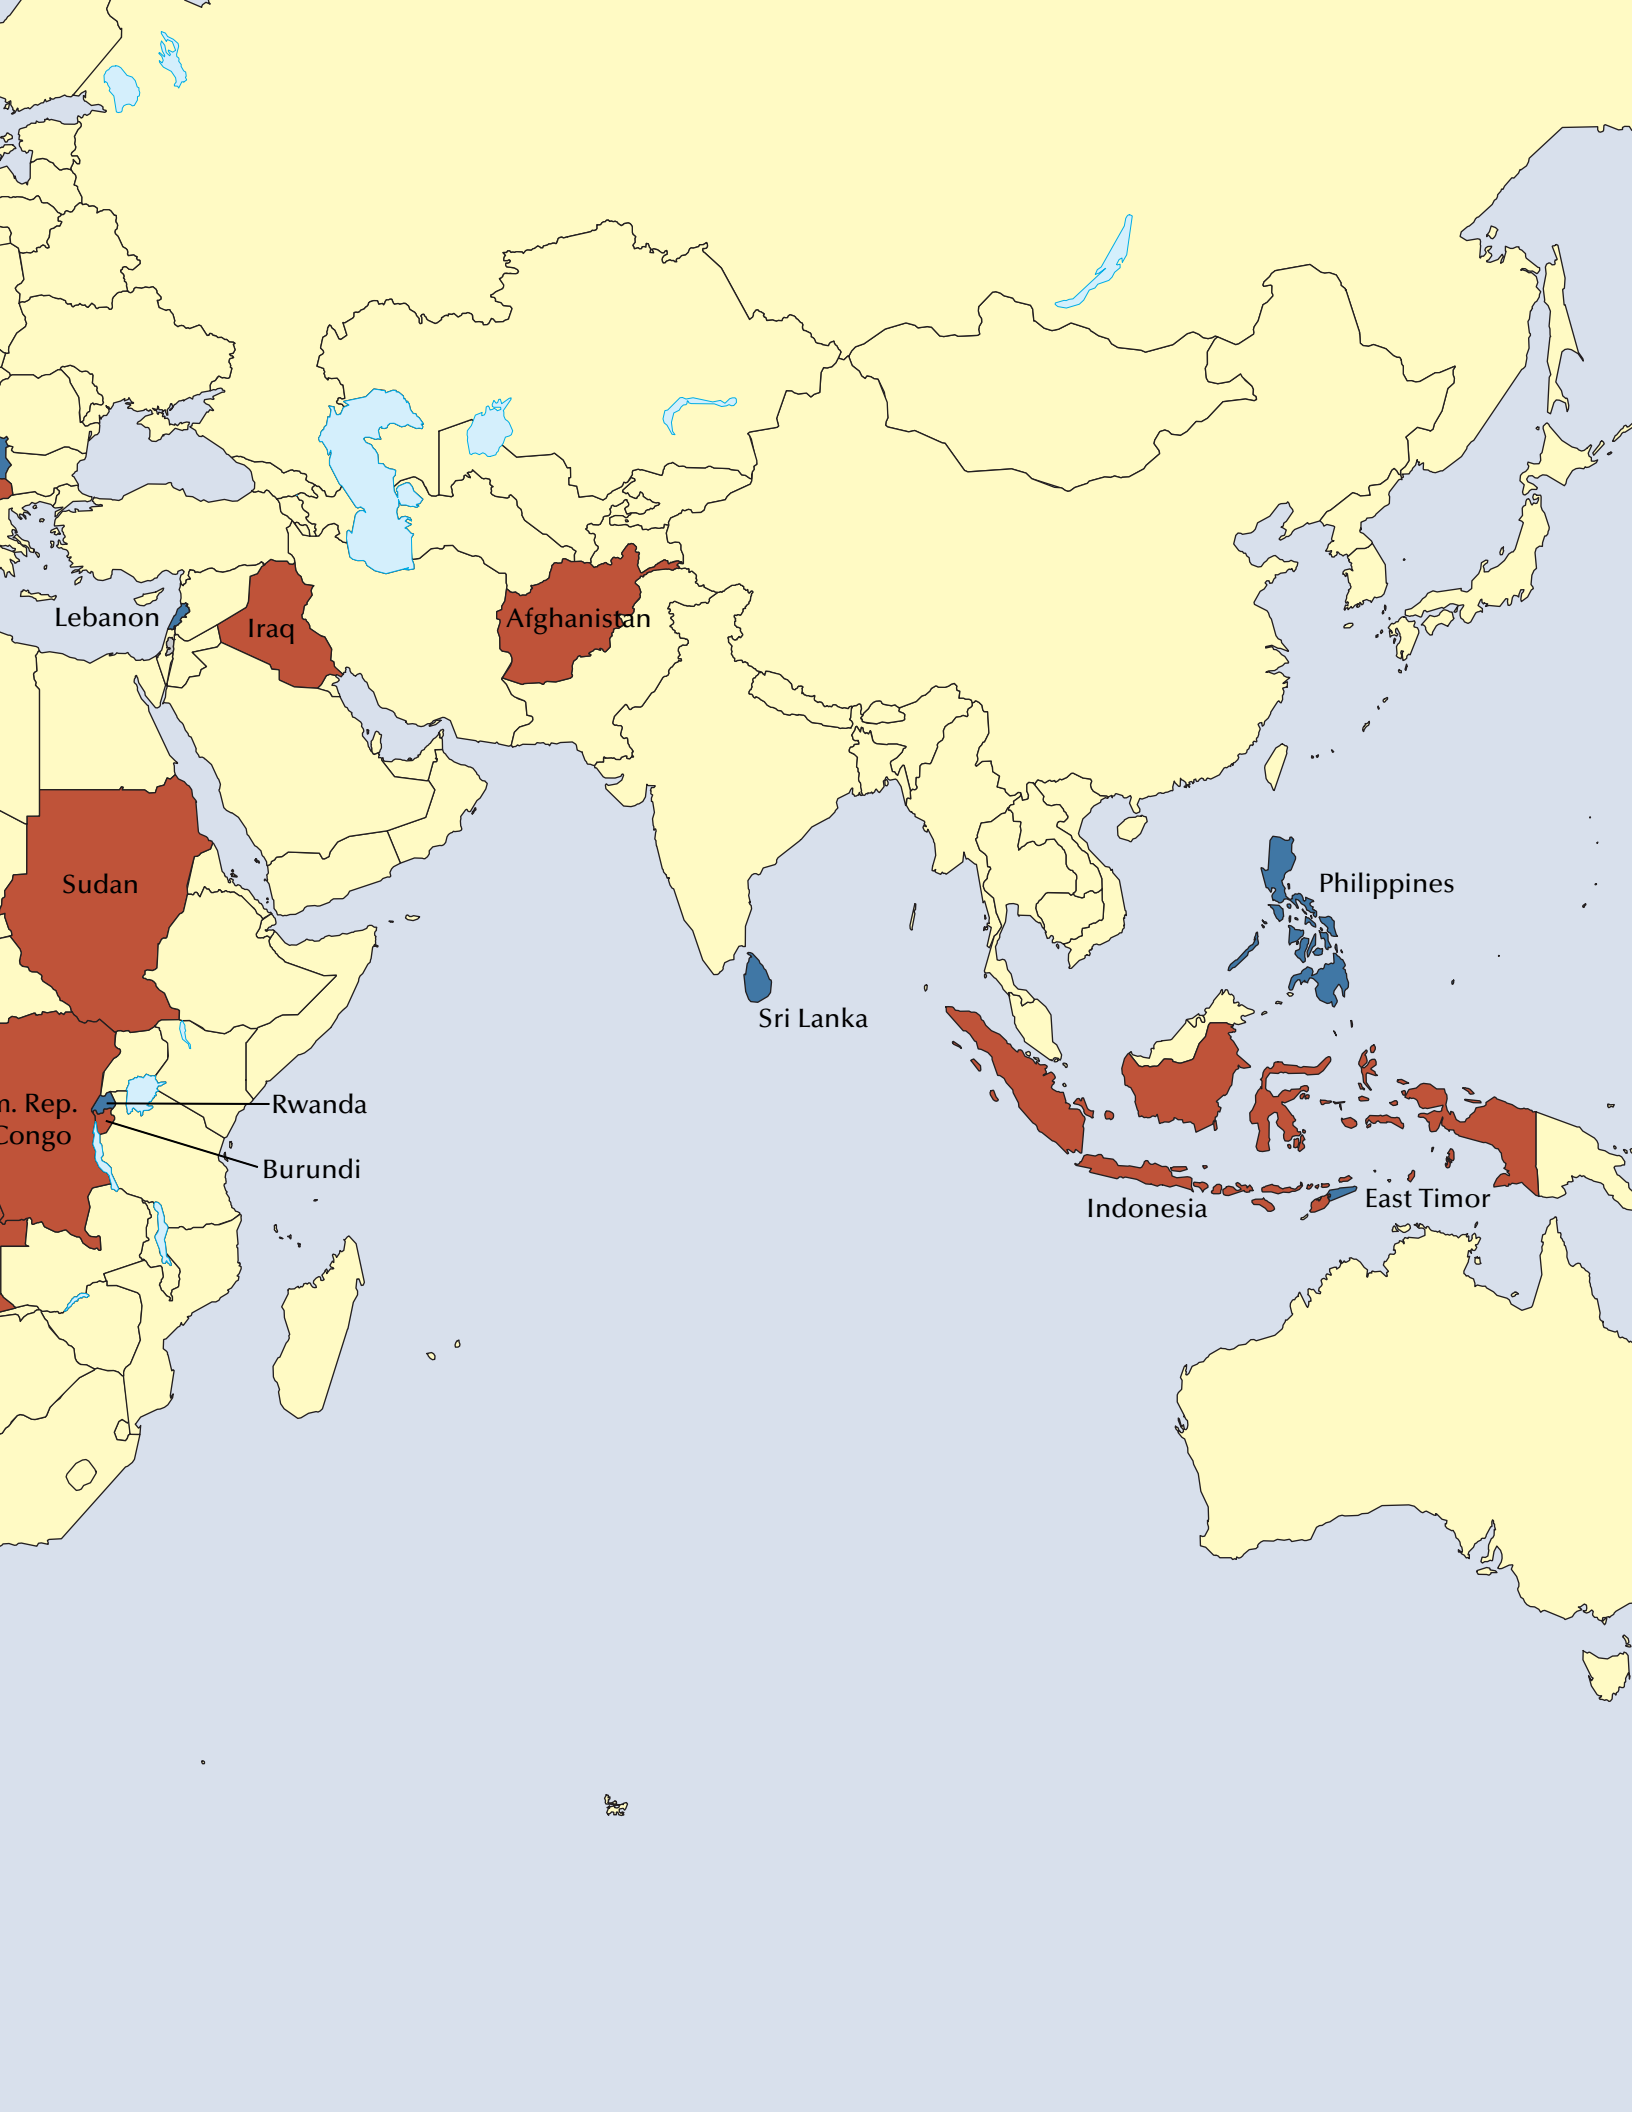 Lebanon
Iraq
Afghanistan
Sudan
Philippines
Sri Lanka
m. Rep.
Congo
Rwanda
Burundi
Indonesia
East Timor